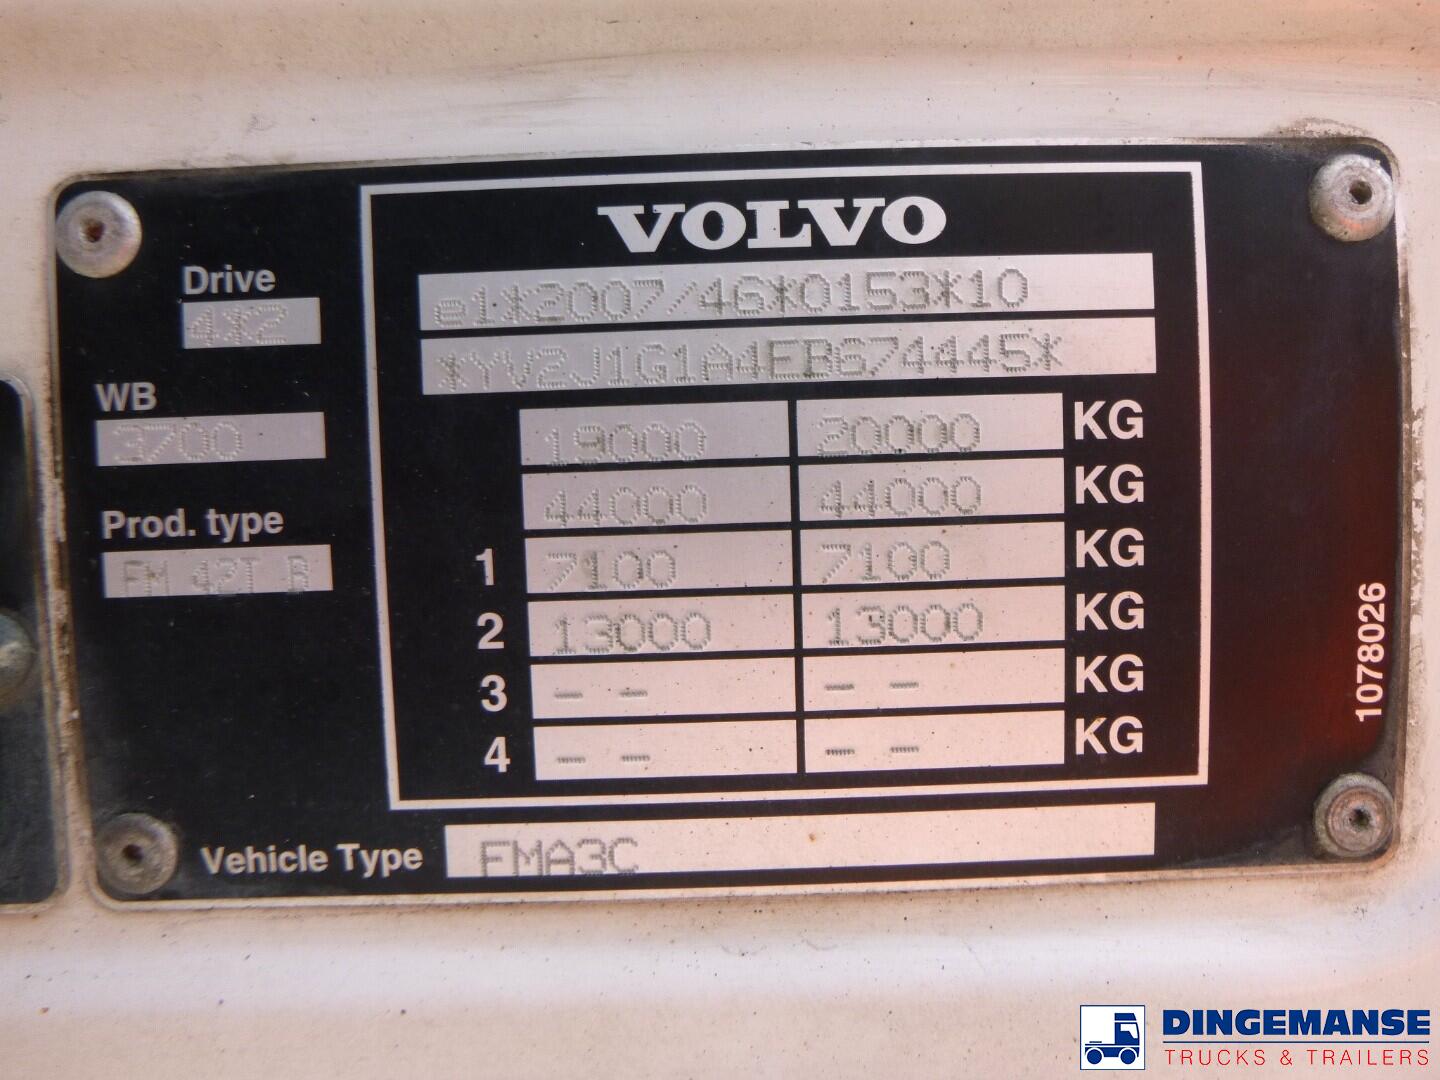 VOLVO
Drive
4*2
e1*2007/46*0153*10
*YV2J1G1A4EB674445*
WB
3700
19000 20000 KG
44000 44000 KG
Prod. type
FM 42T B
1 7100 7100 KG
2 13000 13000 KG
3 - - - - KG
4 - - - - KG
Vehicle Type FMA3C
1078026
DINGEMANSE
TRUCKS & TRAILERS